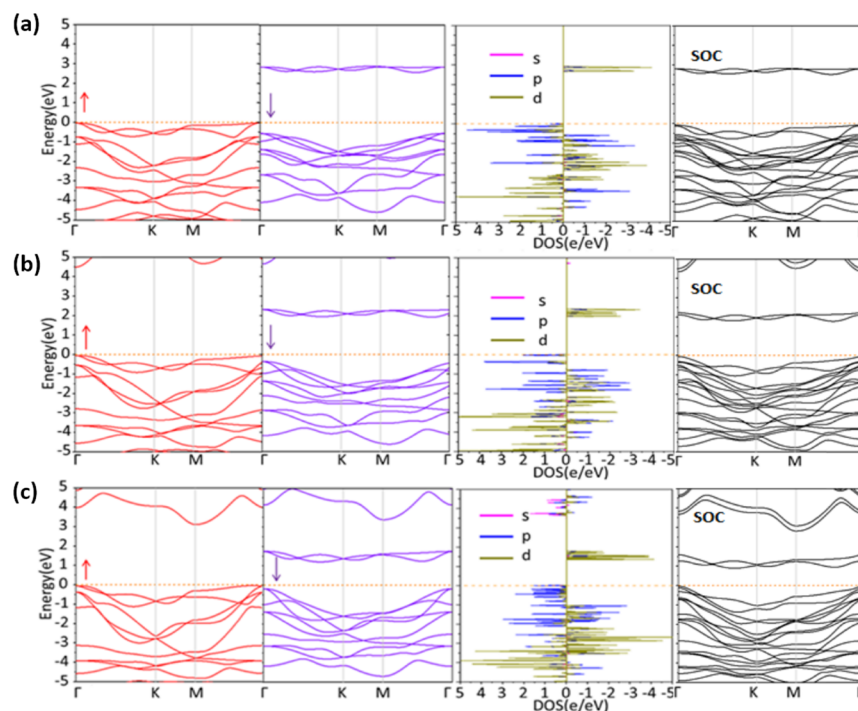 (a)
5
4
3
2
1
0
-1
-2
-3
-4
-5
Energy(eV)
s
p
d
SOC
Γ K M Γ K M Γ
5 4 3 2 1 0 -1 -2 -3 -4 -5
DOS(e/eV)
Γ K M
(b)
5
4
3
2
1
0
-1
-2
-3
-4
-5
Energy(eV)
s
p
d
SOC
Γ K M Γ K M Γ
5 4 3 2 1 0 -1 -2 -3 -4 -5
DOS(e/eV)
Γ K M
(c)
5
4
3
2
1
0
-1
-2
-3
-4
-5
Energy(eV)
s
p
d
SOC
Γ K M Γ K M Γ
5 4 3 2 1 0 -1 -2 -3 -4 -5
DOS(e/eV)
Γ K M